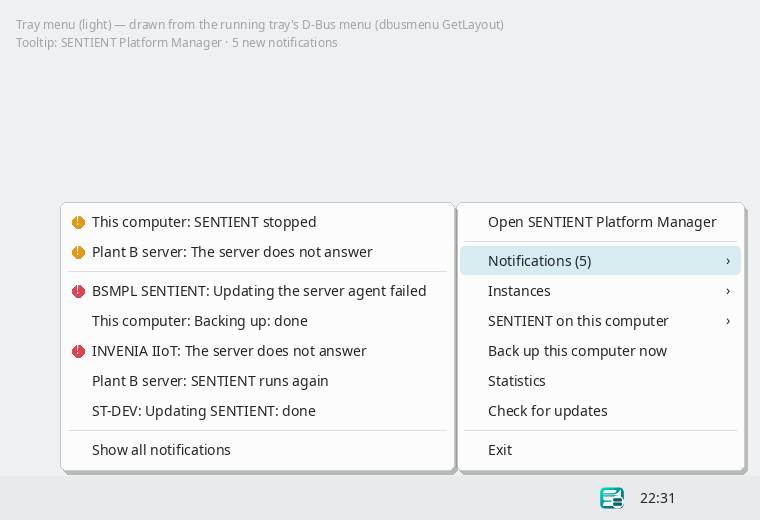 Tray menu (light) — drawn from the running tray's D-Bus menu (dbusmenu GetLayout)
Tooltip: SENTIENT Platform Manager · 5 new notifications
This computer: SENTIENT stopped
Plant B server: The server does not answer
BSMPL SENTIENT: Updating the server agent failed
This computer: Backing up: done
INVENIA IIoT: The server does not answer
Plant B server: SENTIENT runs again
ST-DEV: Updating SENTIENT: done
Show all notifications
Open SENTIENT Platform Manager
Notifications (5) ›
Instances ›
SENTIENT on this computer ›
Back up this computer now
Statistics
Check for updates
Exit
22:31